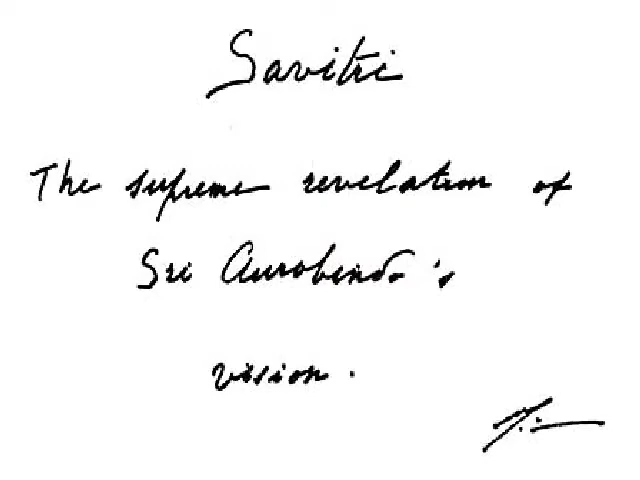 Savitri
The supreme revelation of
Sri Aurobindo's
vision.